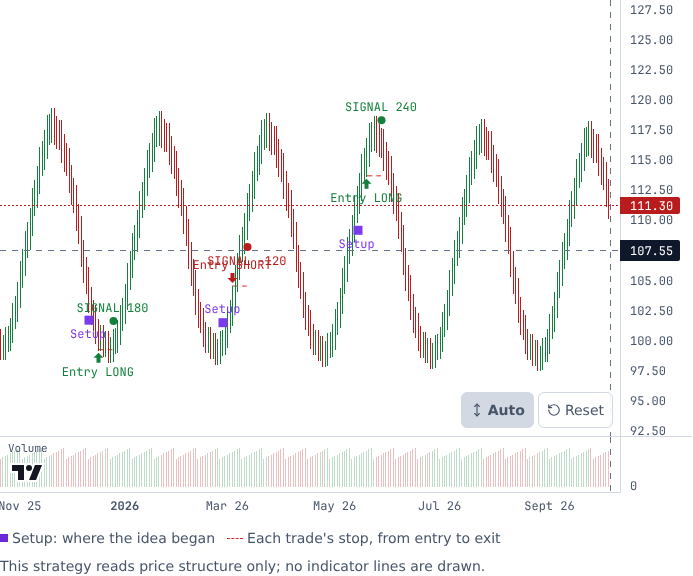 127.50
125.00
122.50
120.00
SIGNAL 240
117.50
115.00
112.50
Entry LONG
111.30
110.00
Setup
107.55
SIGNAL -120
Entry SHORT
105.00
SIGNAL 180
Setup
102.50
Setup
100.00
Entry LONG
97.50
95.00
Auto
Reset
92.50
Volume
0
Nov 25 2026 Mar 26 May 26 Jul 26 Sept 26
Setup: where the idea began Each trade's stop, from entry to exit
This strategy reads price structure only; no indicator lines are drawn.